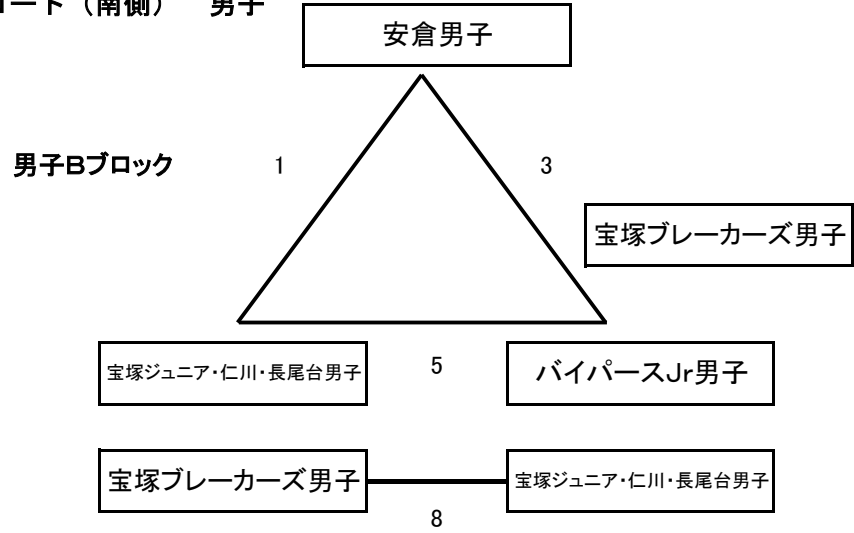 コート（南側） 男子
安倉男子
男子Bブロック
1
3
宝塚ブレーカーズ男子
宝塚ジュニア・仁川・長尾台男子
5
バイパースJr男子
宝塚ブレーカーズ男子
宝塚ジュニア・仁川・長尾台男子
8